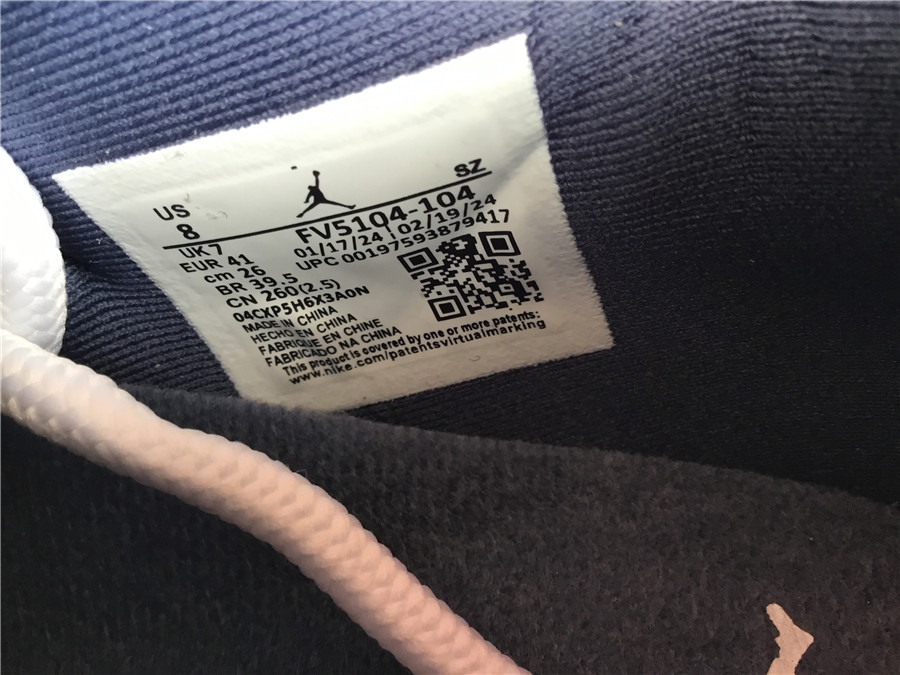 US
8
SZ
UK 7
EUR 41
cm 26
BR 39.5
CN 260(2.5)
FV5104-104
01/17/24 | 02/19/24
UPC 00197593879417
04CXP5H6X3A0N
MADE IN CHINA
HECHO EN CHINA
FABRIQUE EN CHINE
FABRICADO NA CHINA
This product is covered by one or more patents:
www.nike.com/patentsvirtualmarking